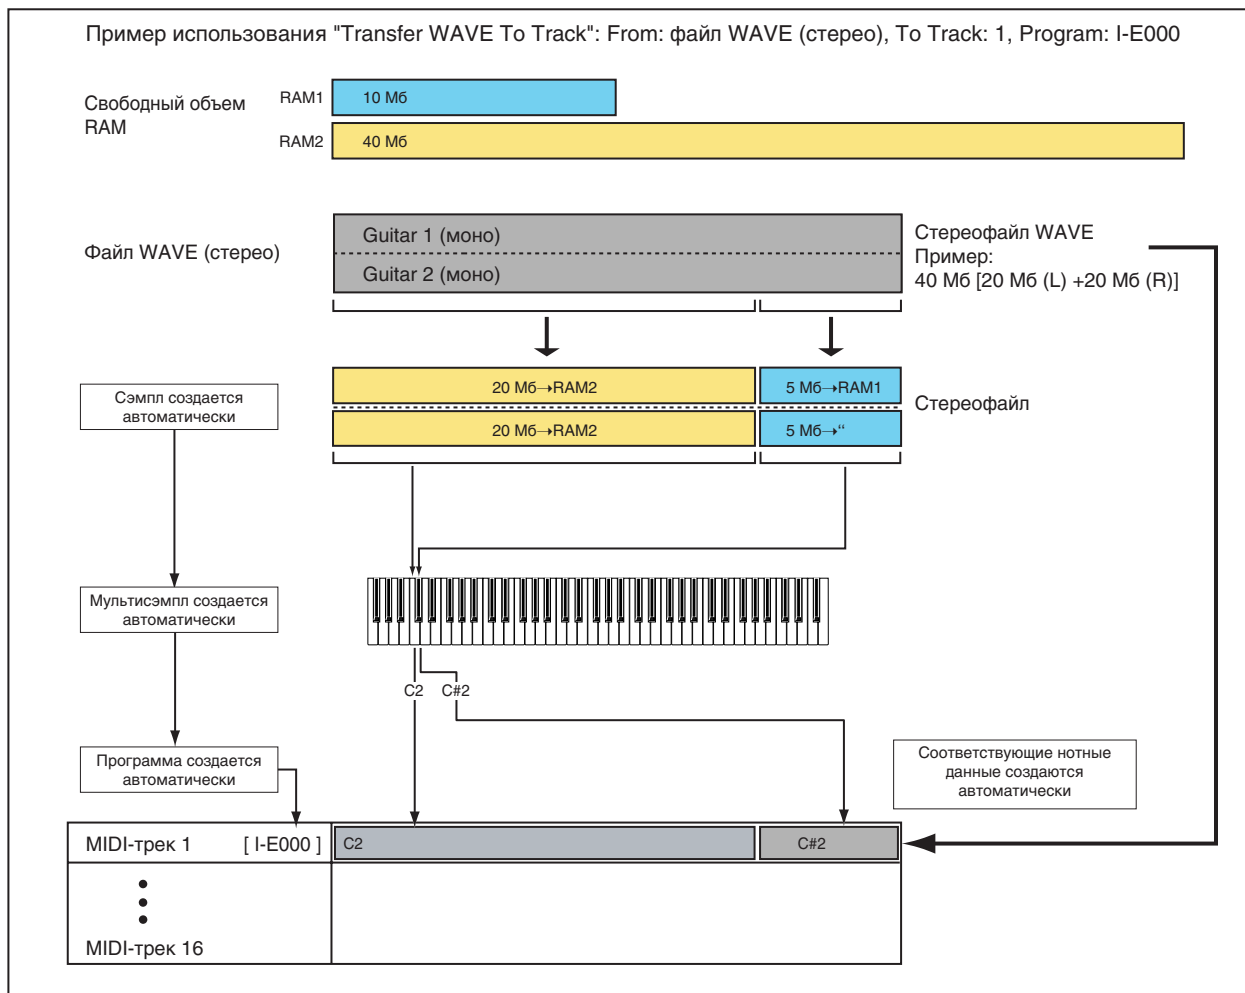 Пример использования "Transfer WAVE To Track": From: файл WAVE (стерео), To Track: 1, Program: I-E000
Свободный объем
RAM
RAM1
10 Мб
RAM2
40 Мб
Файл WAVE (стерео)
Guitar 1 (моно)
Guitar 2 (моно)
Стереофайл WAVE
Пример:
40 Мб [20 Мб (L) +20 Мб (R)]
Сэмпл создается
автоматически
20 Мб→RAM2
5 Мб→RAM1
20 Мб→RAM2
5 Мб→“
Стереофайл
Мультисэмпл создается
автоматически
C2
C#2
Программа создается
автоматически
Соответствующие нотные
данные создаются
автоматически
MIDI-трек 1
[ I-E000 ]
C2
C#2
MIDI-трек 16